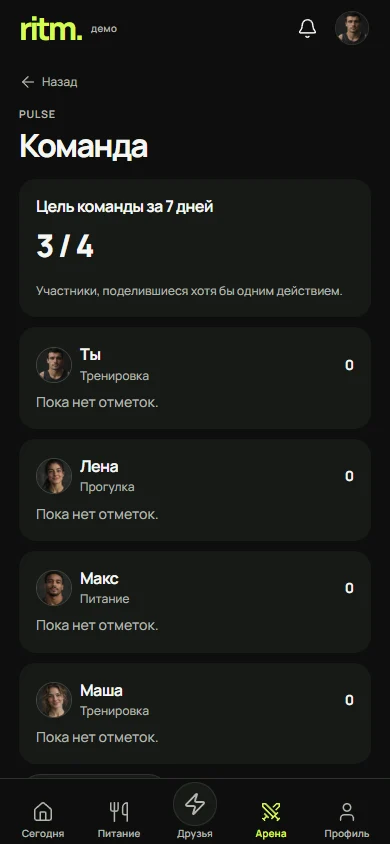 ritm. демо
Назад
PULSE
Команда
Цель команды за 7 дней
3 / 4
Участники, поделившиеся хотя бы одним действием.
Ты
Тренировка
0
Пока нет отметок.
Лена
Прогулка
0
Пока нет отметок.
Макс
Питание
0
Пока нет отметок.
Маша
Тренировка
0
Пока нет отметок.
Сегодня Питание Друзья Арена Профиль